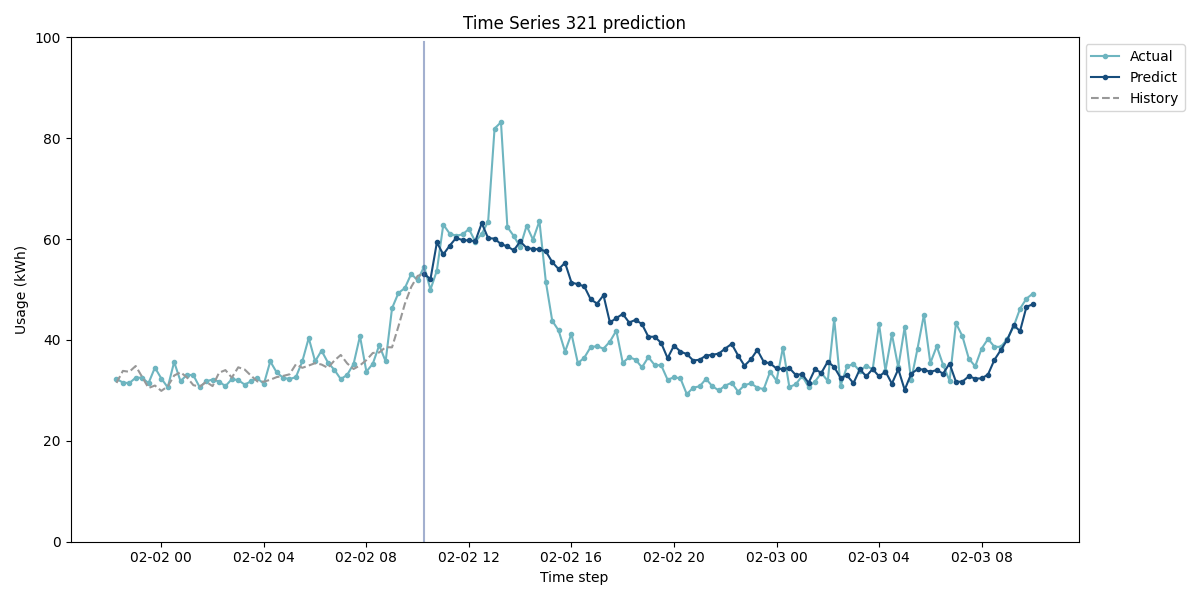 Time Series 321 prediction
100
80
60
40
20
0
Usage (kWh)
02-02 00
02-02 04
02-02 08
02-02 12
02-02 16
02-02 20
02-03 00
02-03 04
02-03 08
Time step
Actual
Predict
History